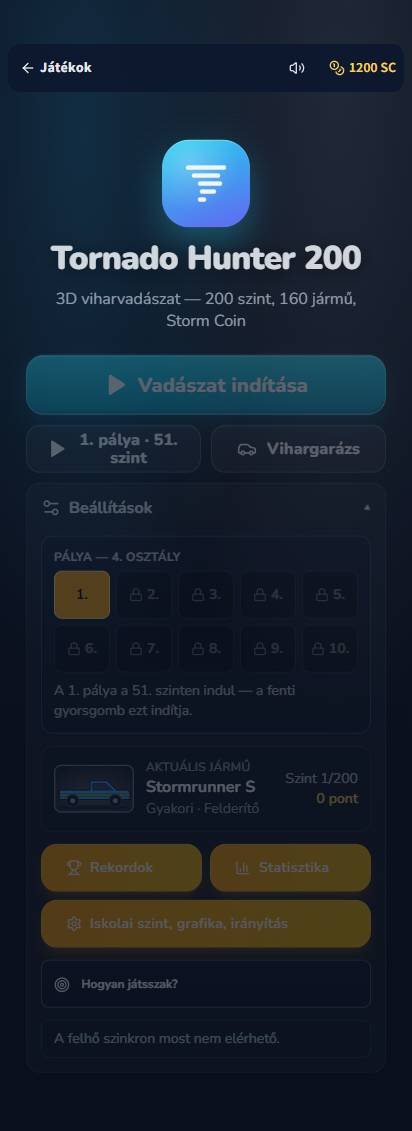 Játékok
1200 SC
Tornado Hunter 200
3D viharvadászat — 200 szint, 160 jármű,
Storm Coin
Vadászat indítása
1. pálya · 51.
szint
Vihargarázs
Beállítások
PÁLYA — 4. OSZTÁLY
1. 2. 3. 4. 5.
6. 7. 8. 9. 10.
A 1. pálya a 51. szinten indul — a fenti
gyorsgomb ezt indítja.
AKTUÁLIS JÁRMŰ
Stormrunner S
Gyakori · Felderítő
Szint 1/200
0 pont
Rekordok
Statisztika
Iskolai szint, grafika, irányítás
Hogyan játsszak?
A felhő szinkron most nem elérhető.